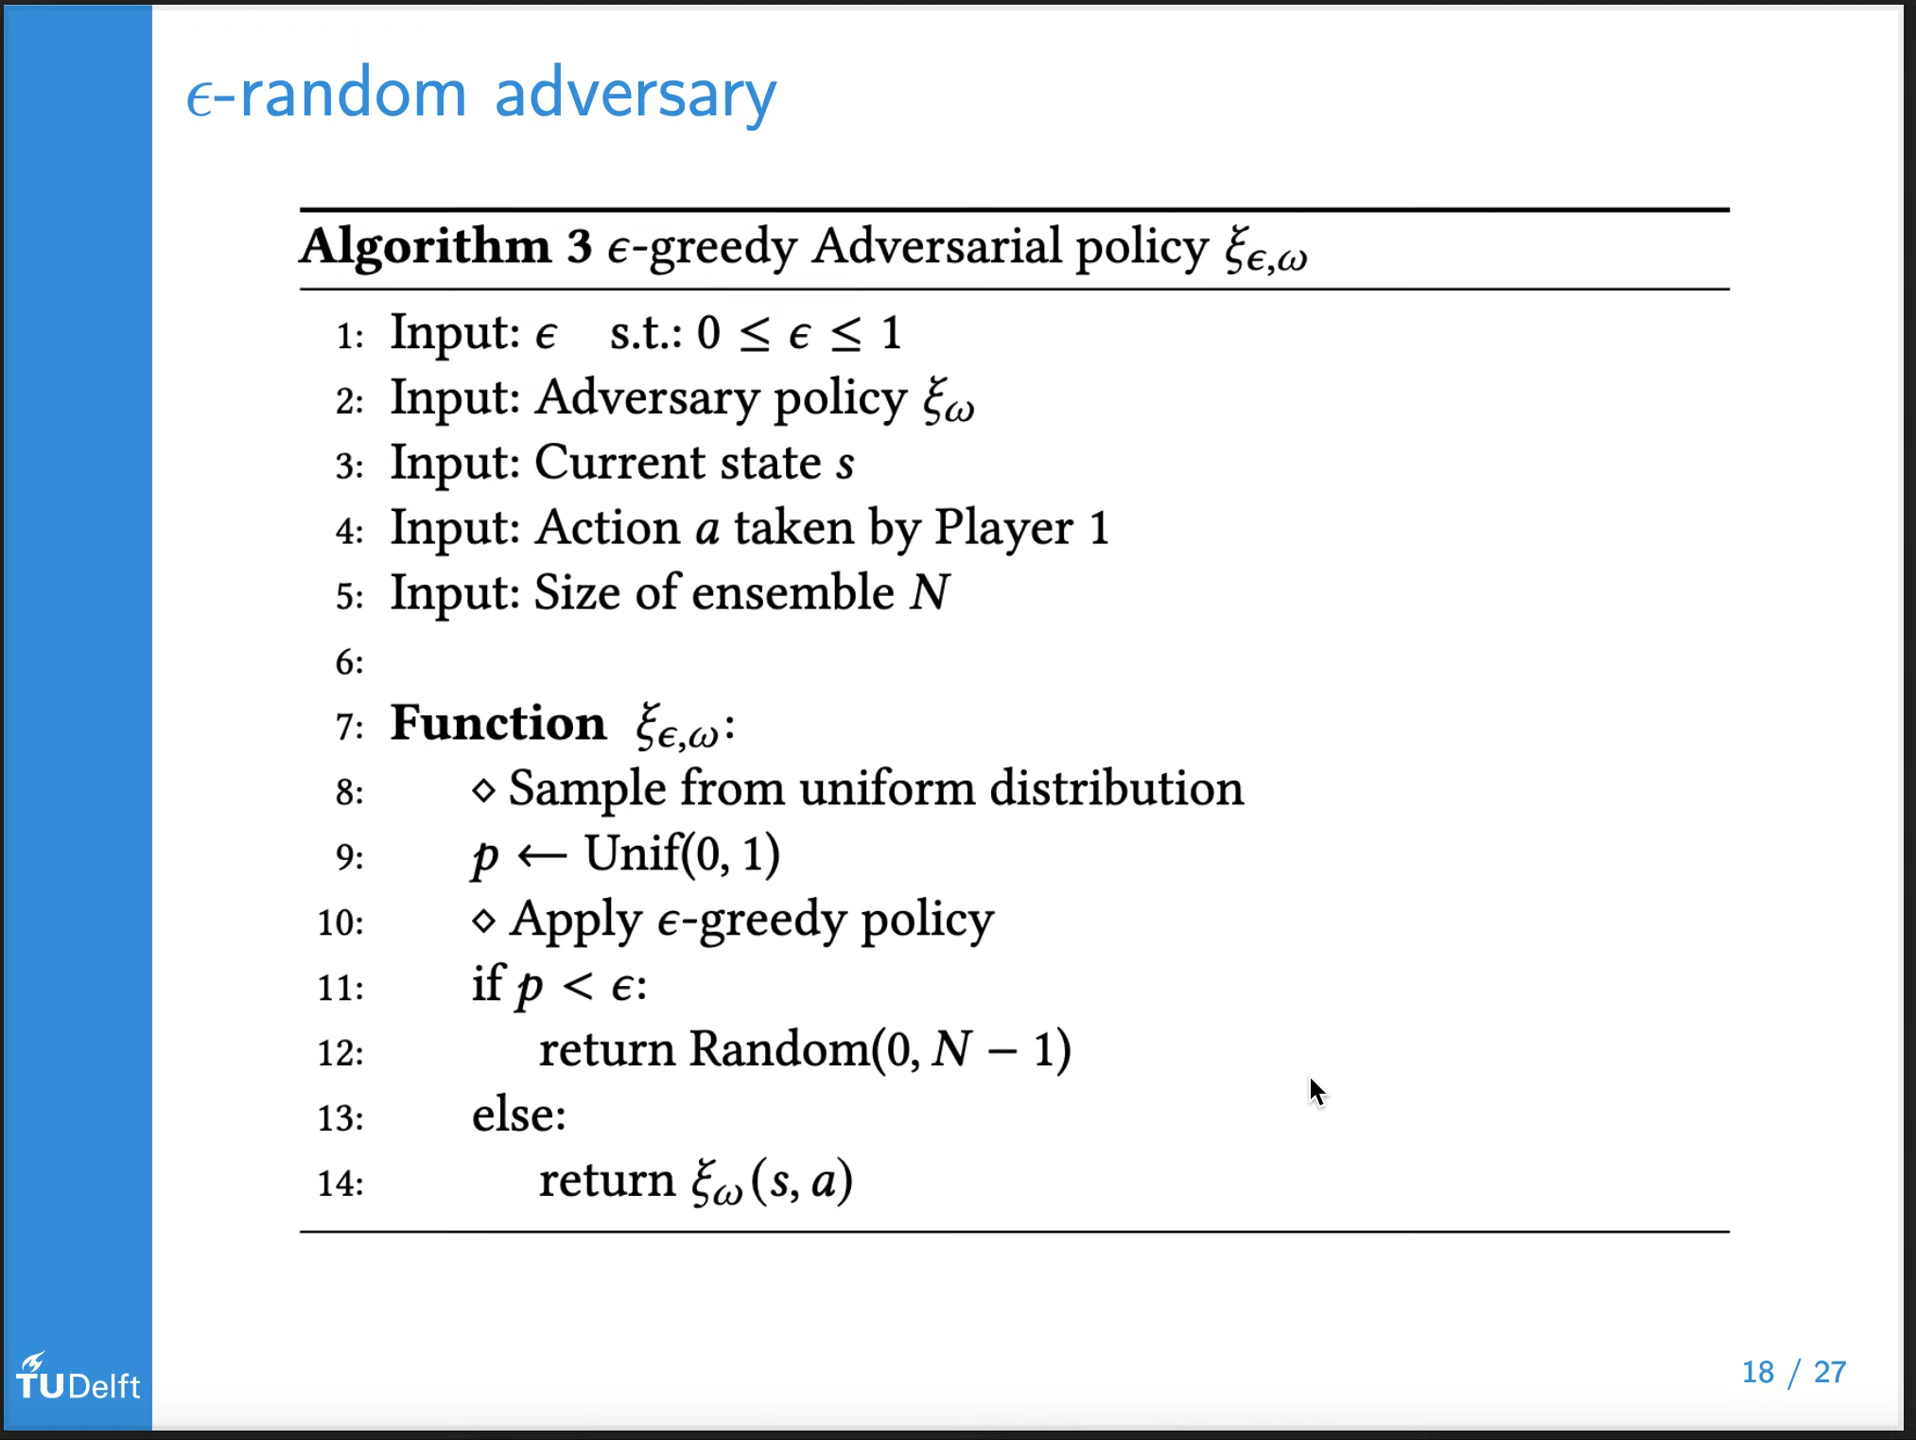 ϵ-random adversary
Algorithm 3 ϵ-greedy Adversarial policy ξϵ,ω
1: Input: ϵ s.t.: 0 ≤ ϵ ≤ 1
2: Input: Adversary policy ξω
3: Input: Current state s
4: Input: Action a taken by Player 1
5: Input: Size of ensemble N
6:
7: Function ξϵ,ω:
8: ⋄ Sample from uniform distribution
9: p ← Unif(0, 1)
10: ⋄ Apply ϵ-greedy policy
11: if p < ϵ:
12: return Random(0, N − 1)
13: else:
14: return ξω(s, a)
TUDelft
18 / 27